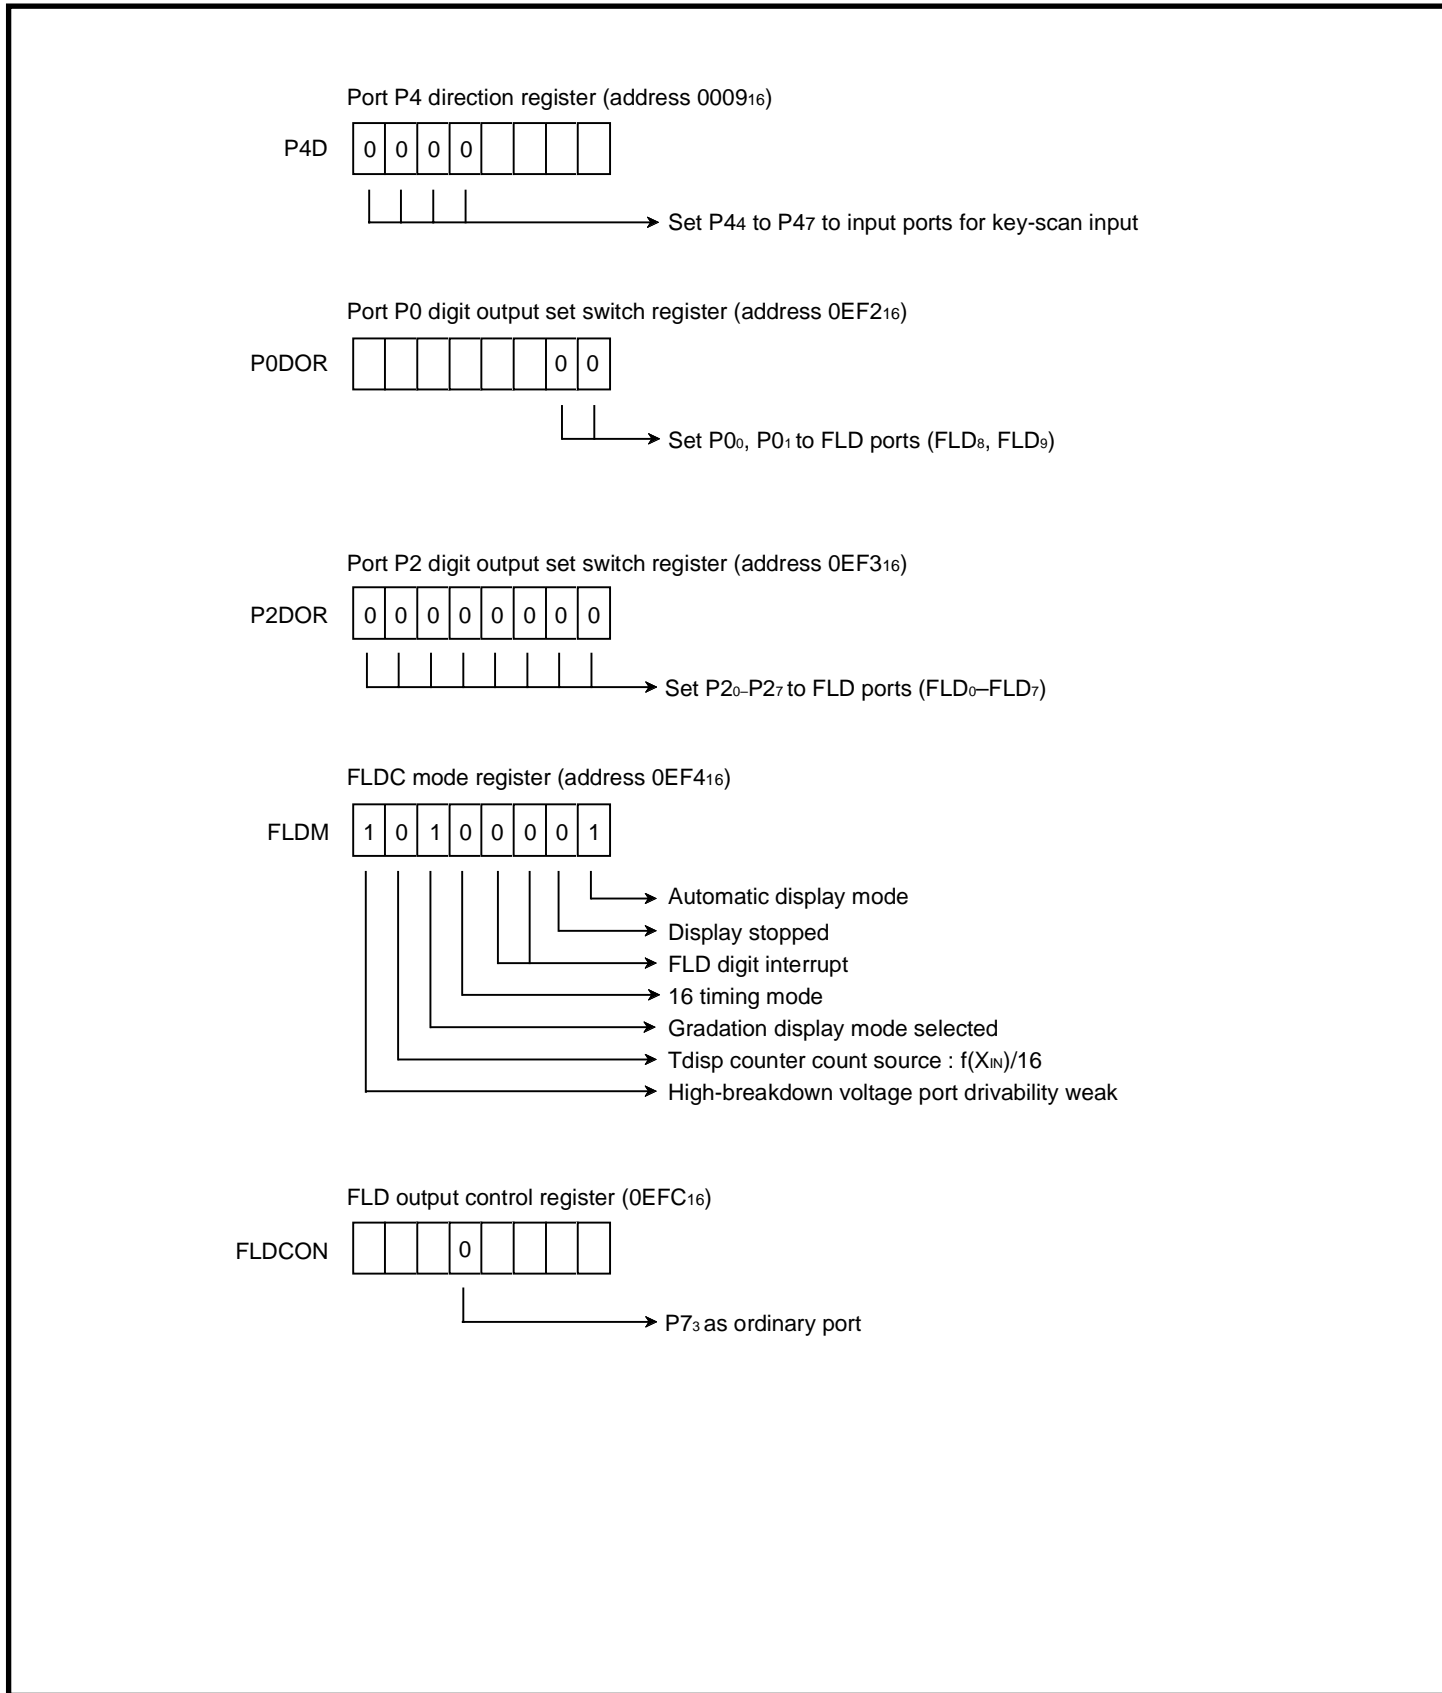 Port P4 direction register (address 0009₁₆)
P4D 0 0 0 0
Set P4₄ to P4₇ to input ports for key-scan input
Port P0 digit output set switch register (address 0EF2₁₆)
P0DOR 0 0
Set P0₀, P0₁ to FLD ports (FLD₈, FLD₉)
Port P2 digit output set switch register (address 0EF3₁₆)
P2DOR 0 0 0 0 0 0 0 0
Set P2₀–P2₇ to FLD ports (FLD₀–FLD₇)
FLDC mode register (address 0EF4₁₆)
FLDM 1 0 1 0 0 0 0 1
Automatic display mode
Display stopped
FLD digit interrupt
16 timing mode
Gradation display mode selected
Tdisp counter count source : f(XIN)/16
High-breakdown voltage port drivability weak
FLD output control register (0EFC₁₆)
FLDCON 0
P7₃ as ordinary port